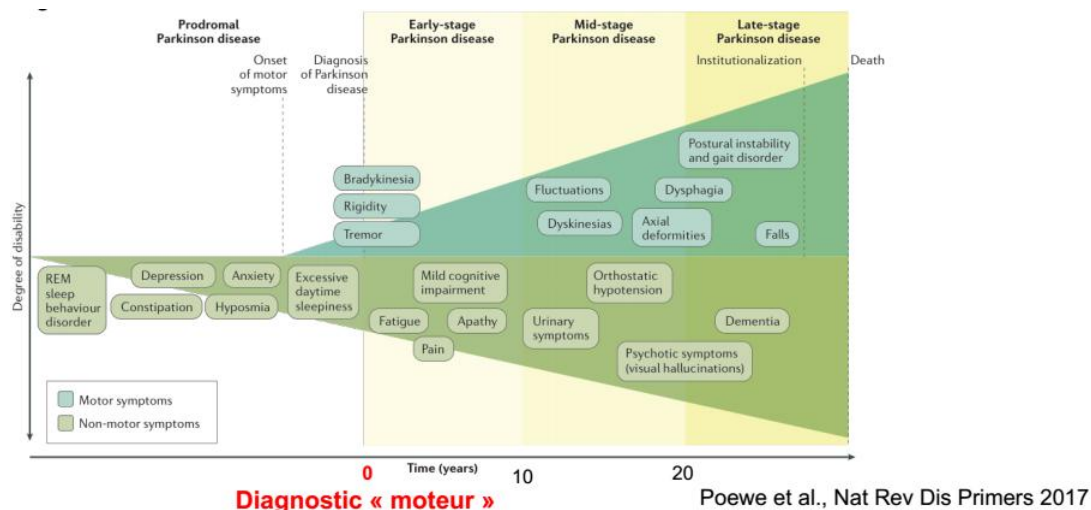 Prodromal
Parkinson disease
Early-stage
Parkinson disease
Mid-stage
Parkinson disease
Late-stage
Parkinson disease
Onset
of motor
symptoms
Diagnosis
of Parkinson
disease
Institutionalization
Death
Degree of disability
Bradykinesia
Rigidity
Tremor
Fluctuations
Dyskinesias
Postural instability
and gait disorder
Dysphagia
Axial
deformities
Falls
REM
sleep
behaviour
disorder
Depression
Anxiety
Constipation
Hyposmia
Excessive
daytime
sleepiness
Mild cognitive
impairment
Fatigue
Apathy
Pain
Orthostatic
hypotension
Urinary
symptoms
Psychotic symptoms
(visual hallucinations)
Dementia
Motor symptoms
Non-motor symptoms
0
Time (years)
10
20
Diagnostic « moteur »
Poewe et al., Nat Rev Dis Primers 2017